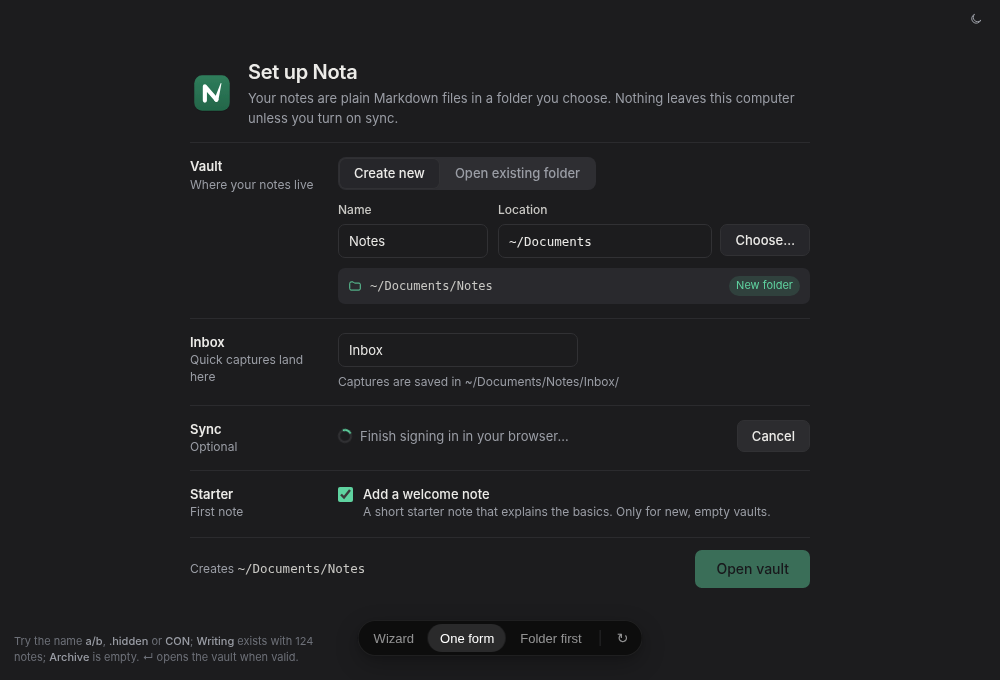 Set up Nota
Your notes are plain Markdown files in a folder you choose. Nothing leaves this computer
unless you turn on sync.
Vault
Where your notes live
Create new
Open existing folder
Name
Location
Notes
~/Documents
Choose...
~/Documents/Notes
New folder
Inbox
Quick captures land
here
Inbox
Captures are saved in ~/Documents/Notes/Inbox/
Sync
Optional
Finish signing in in your browser...
Cancel
Starter
First note
Add a welcome note
A short starter note that explains the basics. Only for new, empty vaults.
Creates ~/Documents/Notes
Open vault
Try the name a/b, .hidden or CON; Writing exists with 124
notes; Archive is empty. ↵ opens the vault when valid.
Wizard
One form
Folder first
↻